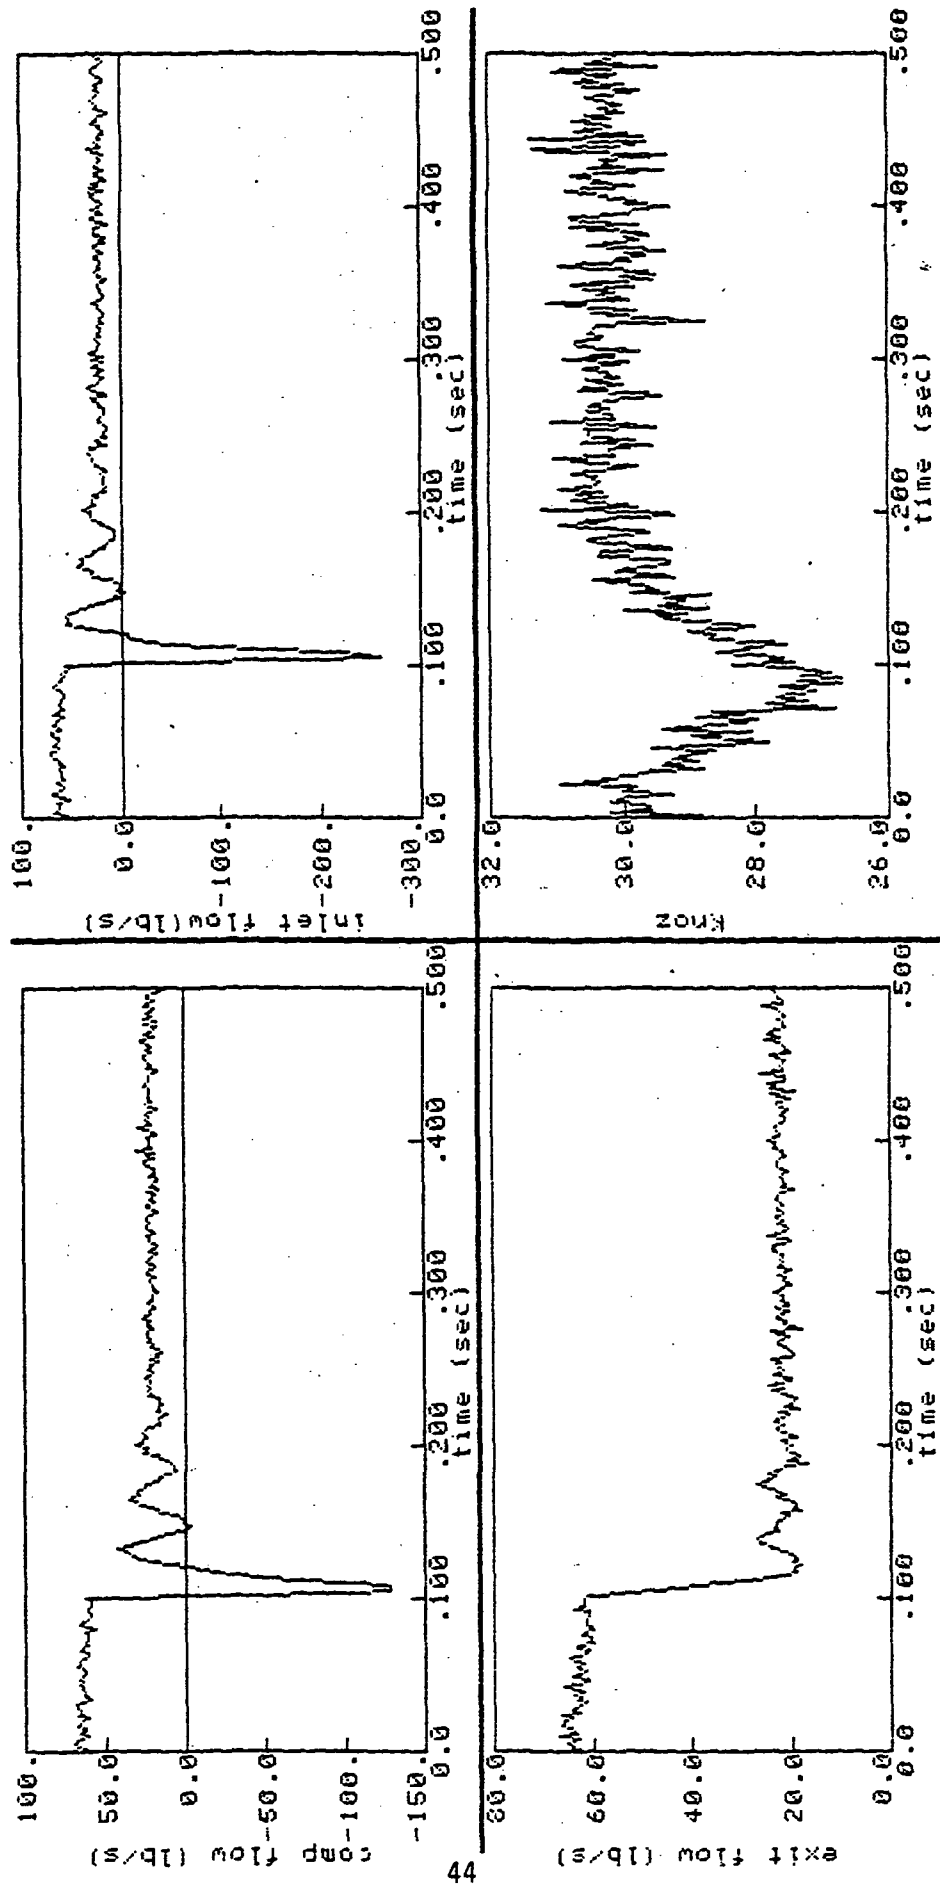 comp flow (lb/s)
100.
50.0
0.0
-50.0
-100.
-150.
0.0 .100 .200 .300 .400 .500
time (sec)
inlet flow(lb/s)
100.
0.0
-100.
-200.
-300.
0.0 .100 .200 .300 .400 .500
time (sec)
exit flow (lb/s)
80.0
60.0
40.0
20.0
0.0
0.0 .100 .200 .300 .400 .500
time (sec)
Knoz
32.0
30.0
28.0
26.0
0.0 .100 .200 .300 .400 .500
time (sec)
44